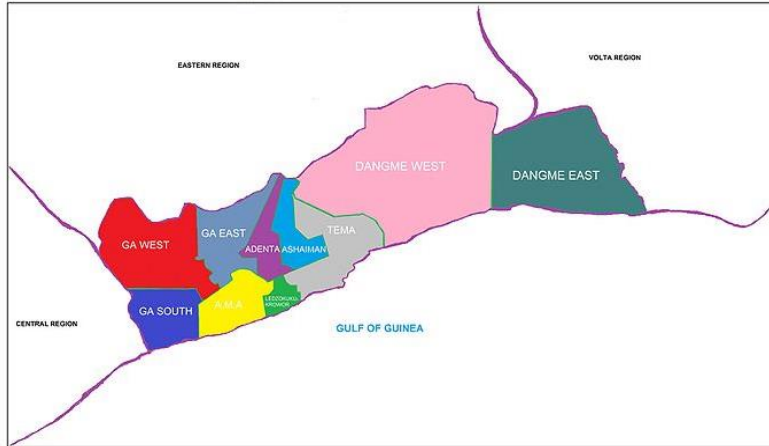 EASTERN REGION
VOLTA REGION
DANGME WEST
DANGME EAST
GA WEST
GA EAST
ADENTA
ASHAIMAN
TEMA
GA SOUTH
A.M.A
LEDZOKUKU-
KROWOR
CENTRAL REGION
GULF OF GUINEA